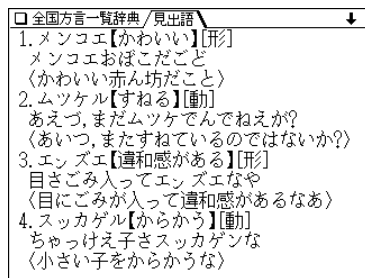 全国方言一覧辞典/見出語
1.メンコエ【かわいい】[形]
メンコエおぼこだごど
〈かわいい赤ん坊だこと〉
2.ムツケル【すねる】[動]
あえづ,まだムツケでんでねえが?
〈あいつ,またすねているのではないか?〉
3.エンズエ【違和感がある】[形]
目さごみ入ってエンズエなや
〈目にごみが入って違和感があるなあ〉
4.スッカゲル【からかう】[動]
ちゃっけえ子さスッカゲンな
〈小さい子をからかうな〉